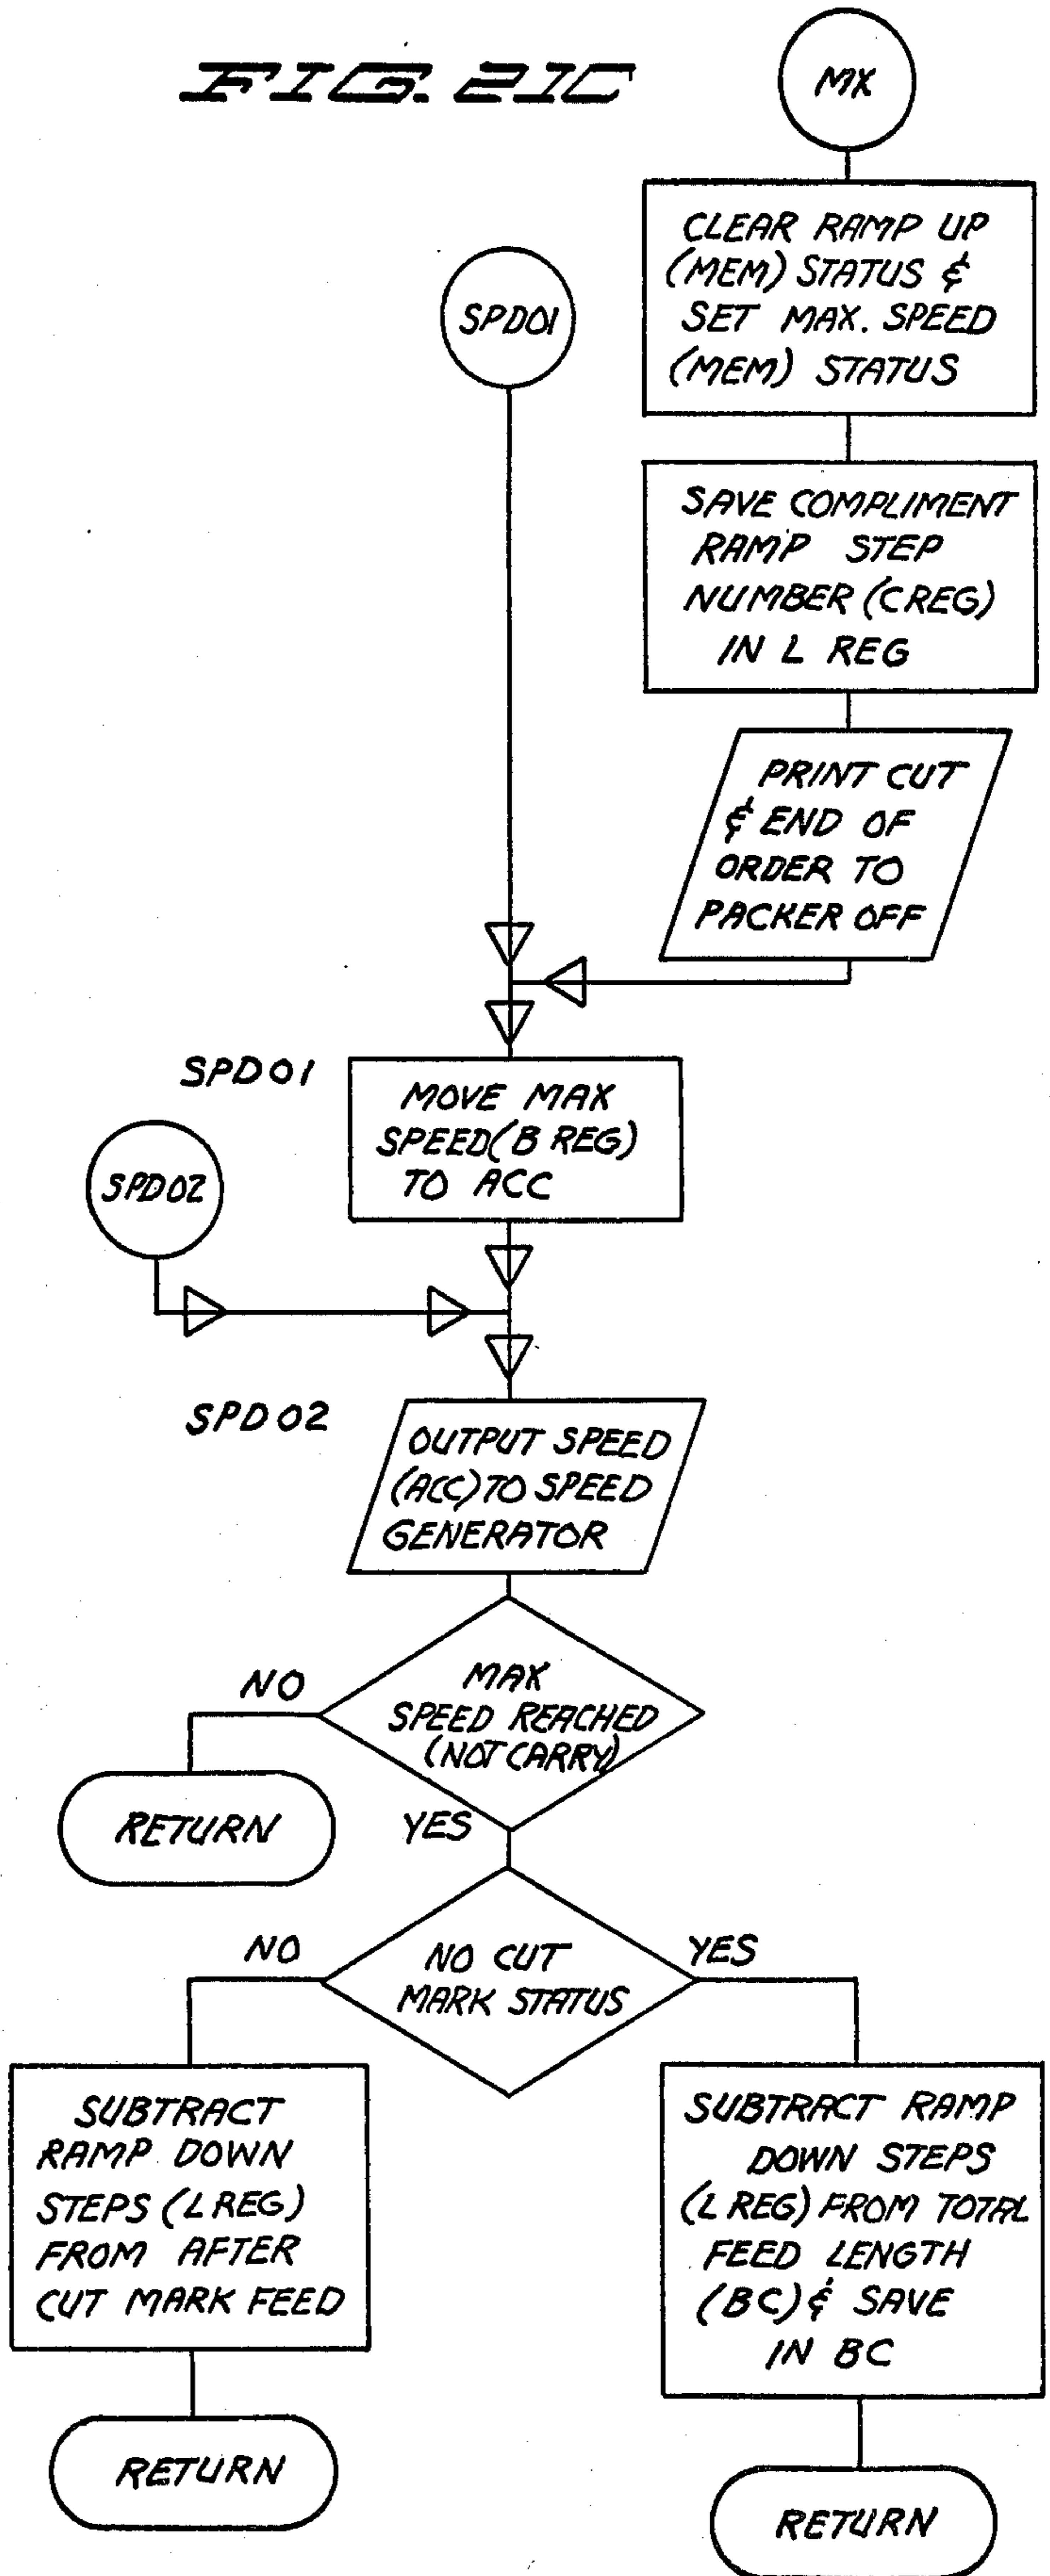 FIG. 21C
MX
CLEAR RAMP UP
(MEM) STATUS &
SET MAX. SPEED
(MEM) STATUS
SPD01
SAVE COMPLIMENT
RAMP STEP
NUMBER (C REG)
IN L REG
PRINT CUT
& END OF
ORDER TO
PACKER OFF
SPD01
MOVE MAX
SPEED (B REG)
TO ACC
SPD02
SPD02
OUTPUT SPEED
(ACC) TO SPEED
GENERATOR
MAX
SPEED REACHED
(NOT CARRY)
NO
RETURN
YES
NO CUT
MARK STATUS
NO
YES
SUBTRACT
RAMP DOWN
STEPS (L REG)
FROM AFTER
CUT MARK FEED
SUBTRACT RAMP
DOWN STEPS
(L REG) FROM TOTAL
FEED LENGTH
(BC) & SAVE
IN BC
RETURN
RETURN